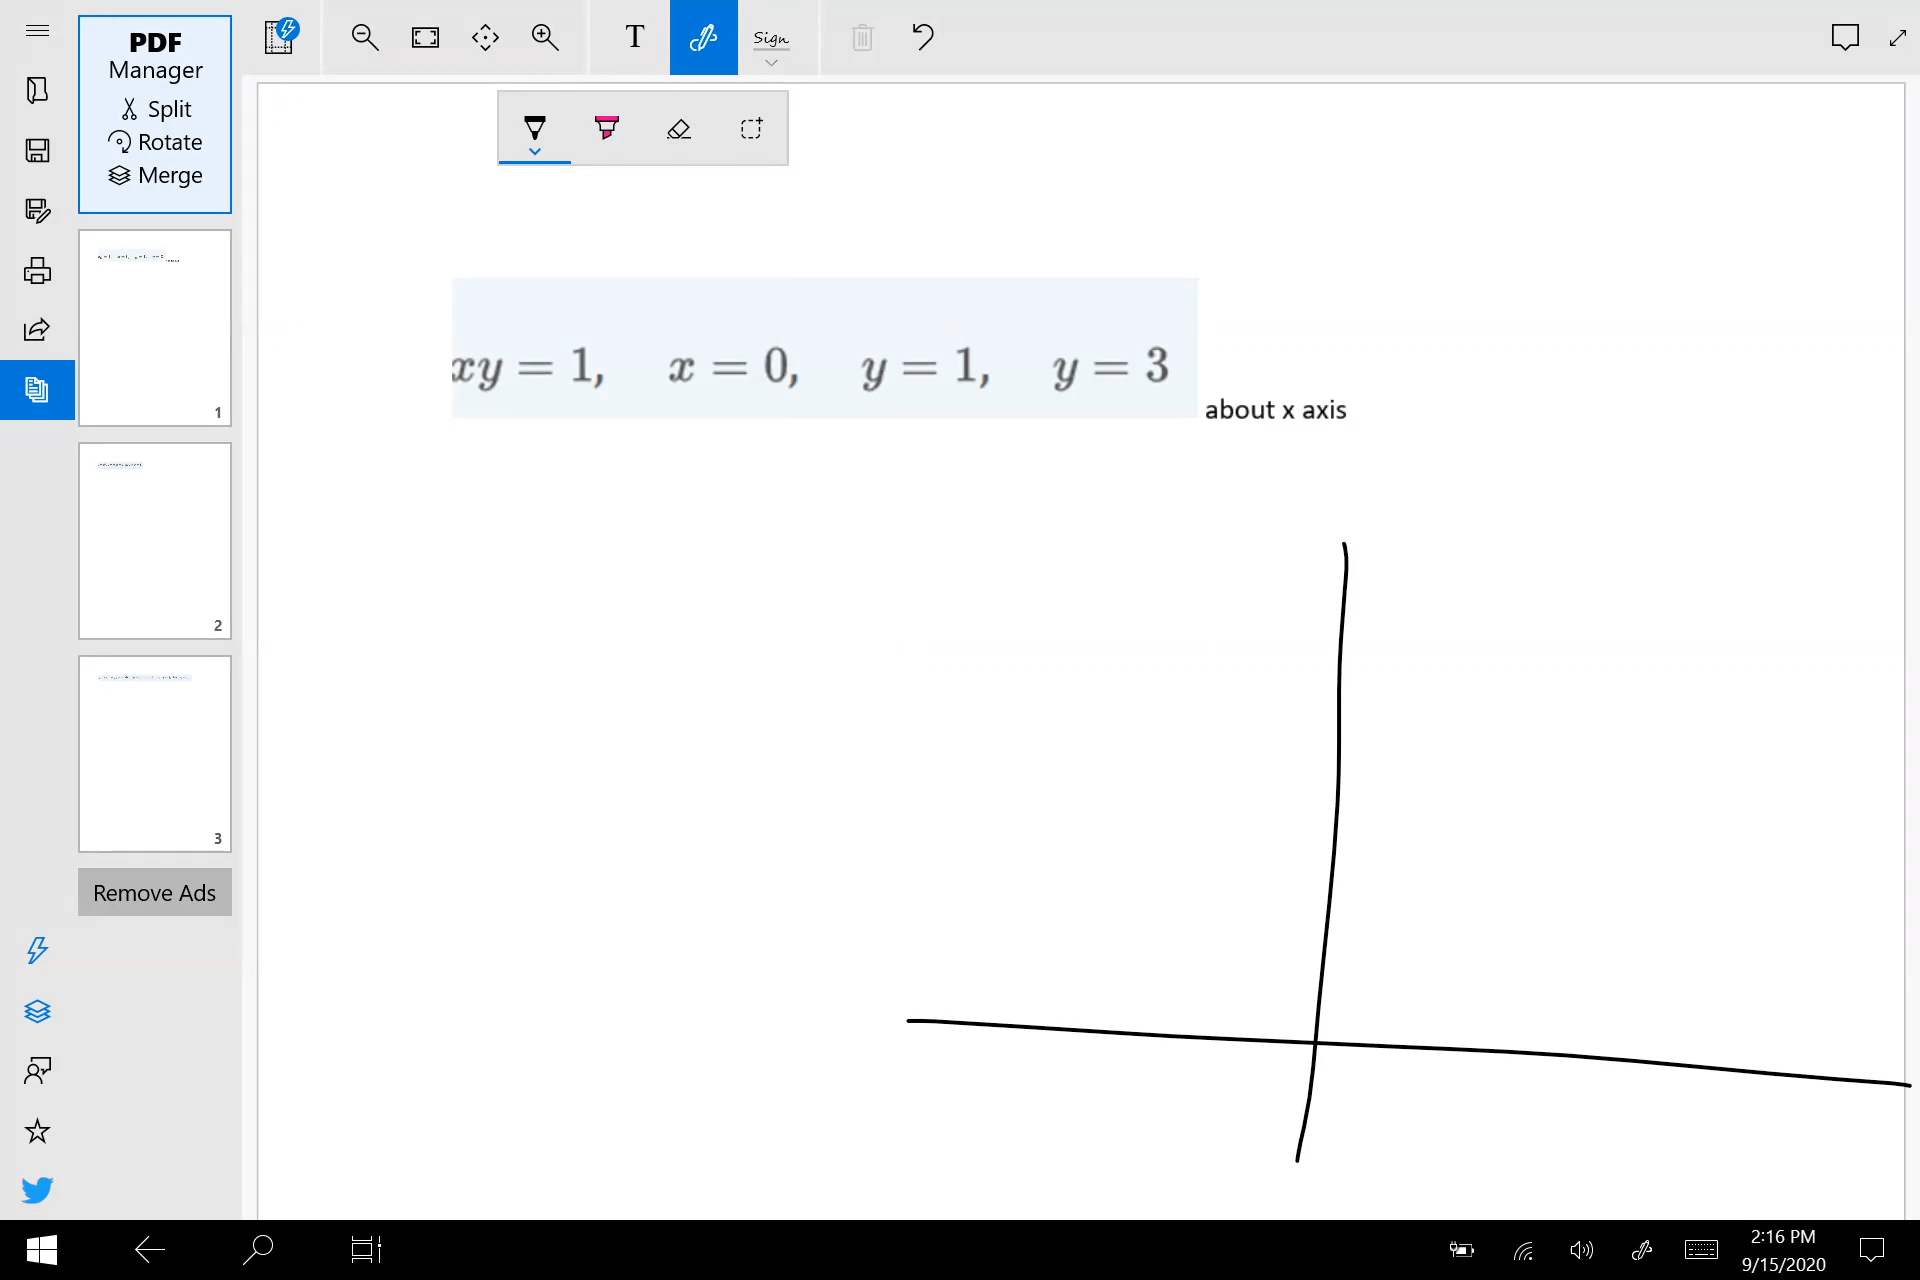 PDF
Manager
Split
Rotate
Merge
T
Sign
xy = 1, x = 0, y = 1, y = 3
about x axis
1
2
3
Remove Ads
2:16 PM
9/15/2020